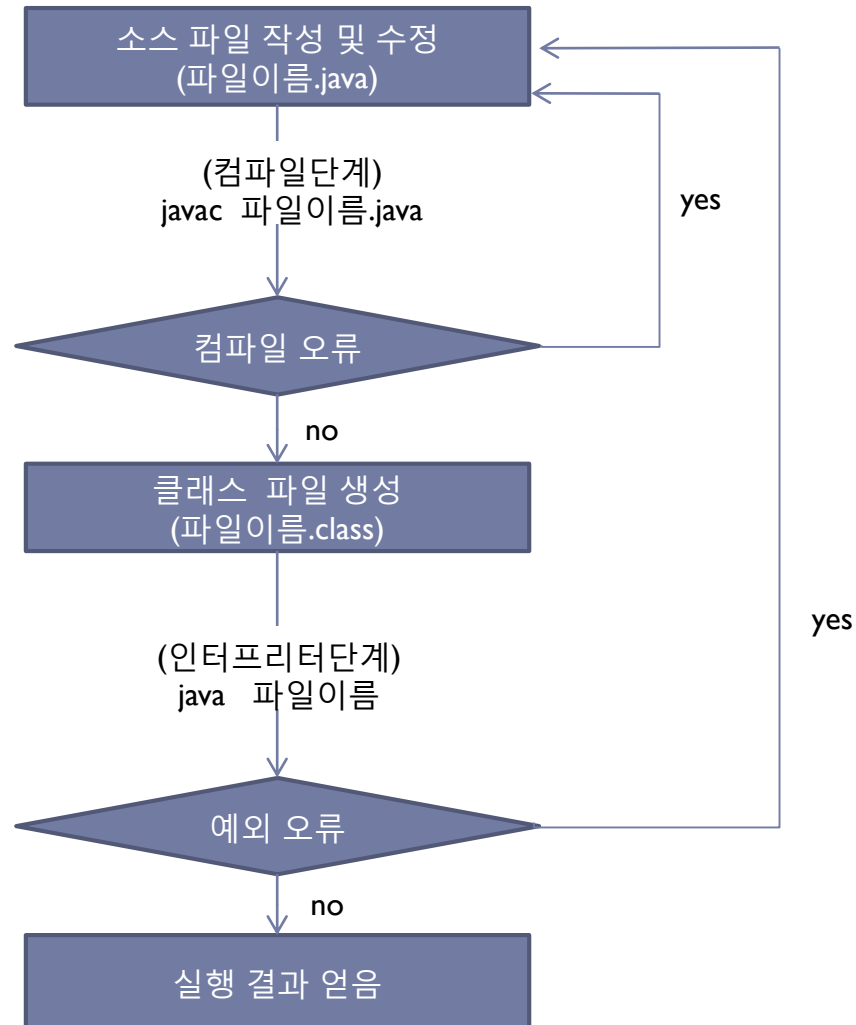 소스 파일 작성 및 수정
(파일이름.java)
(컴파일단계)
javac 파일이름.java
yes
컴파일 오류
no
클래스 파일 생성
(파일이름.class)
yes
(인터프리터단계)
java 파일이름
예외 오류
no
실행 결과 얻음